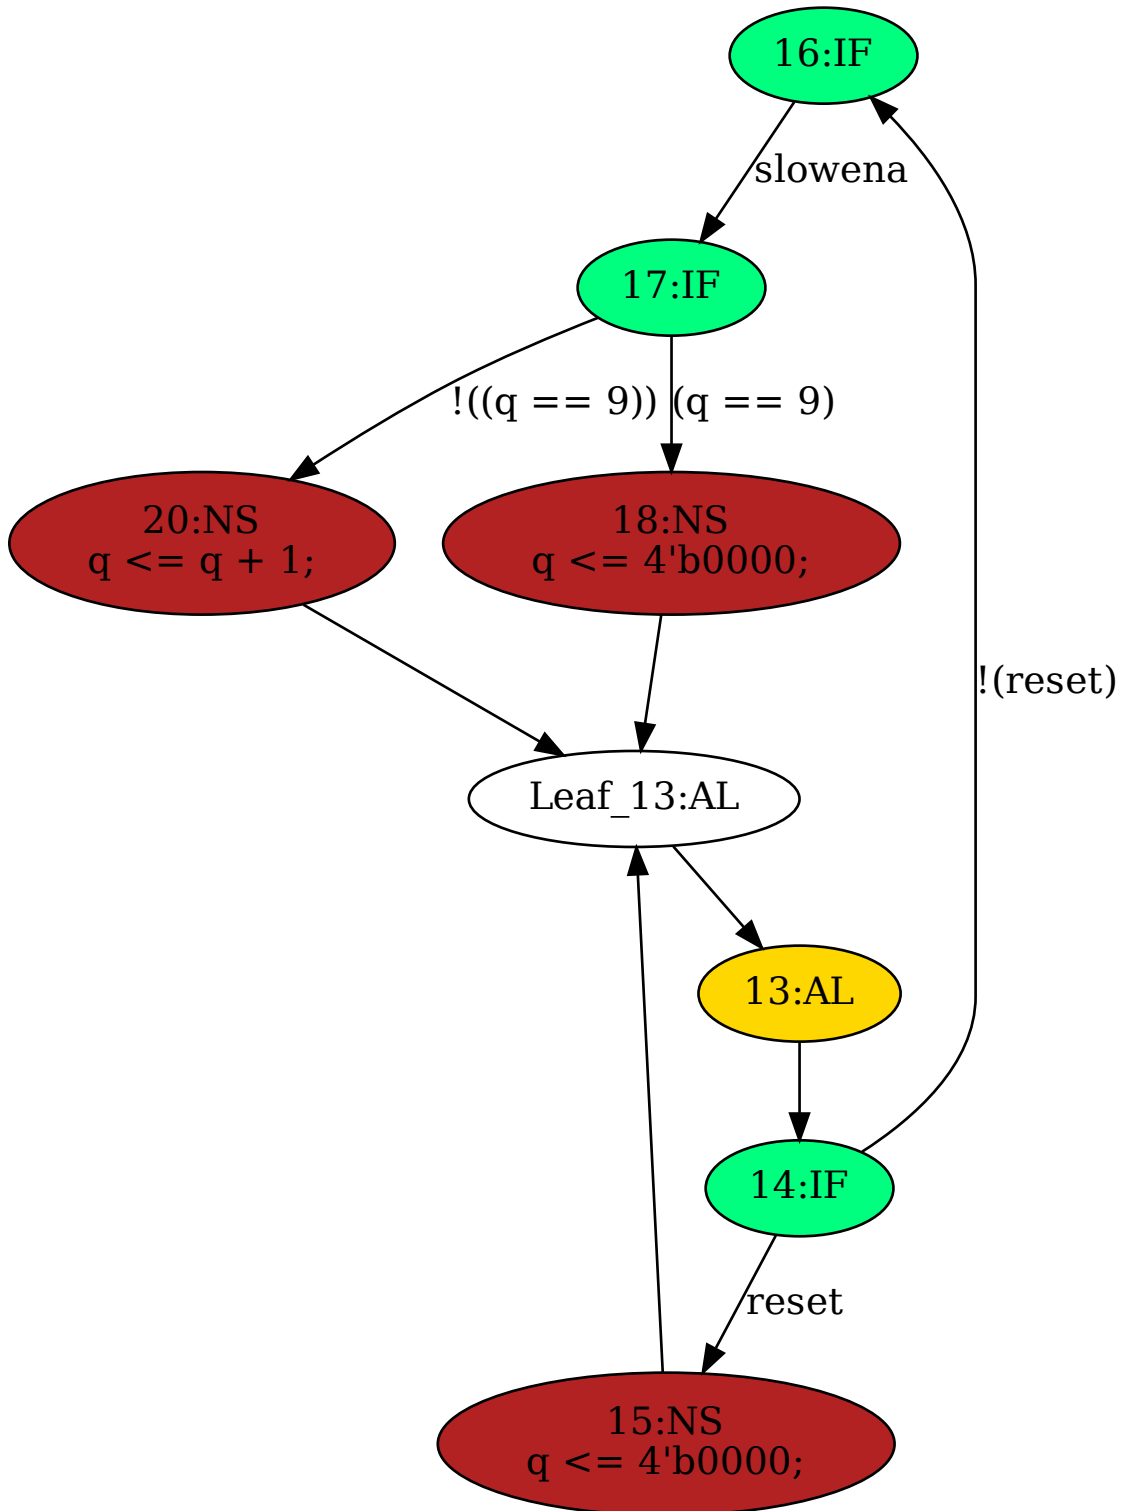 16:IF
slowena
17:IF
!((q == 9))
(q == 9)
20:NS
q <= q + 1;
18:NS
q <= 4'b0000;
!(reset)
Leaf_13:AL
13:AL
14:IF
reset
15:NS
q <= 4'b0000;